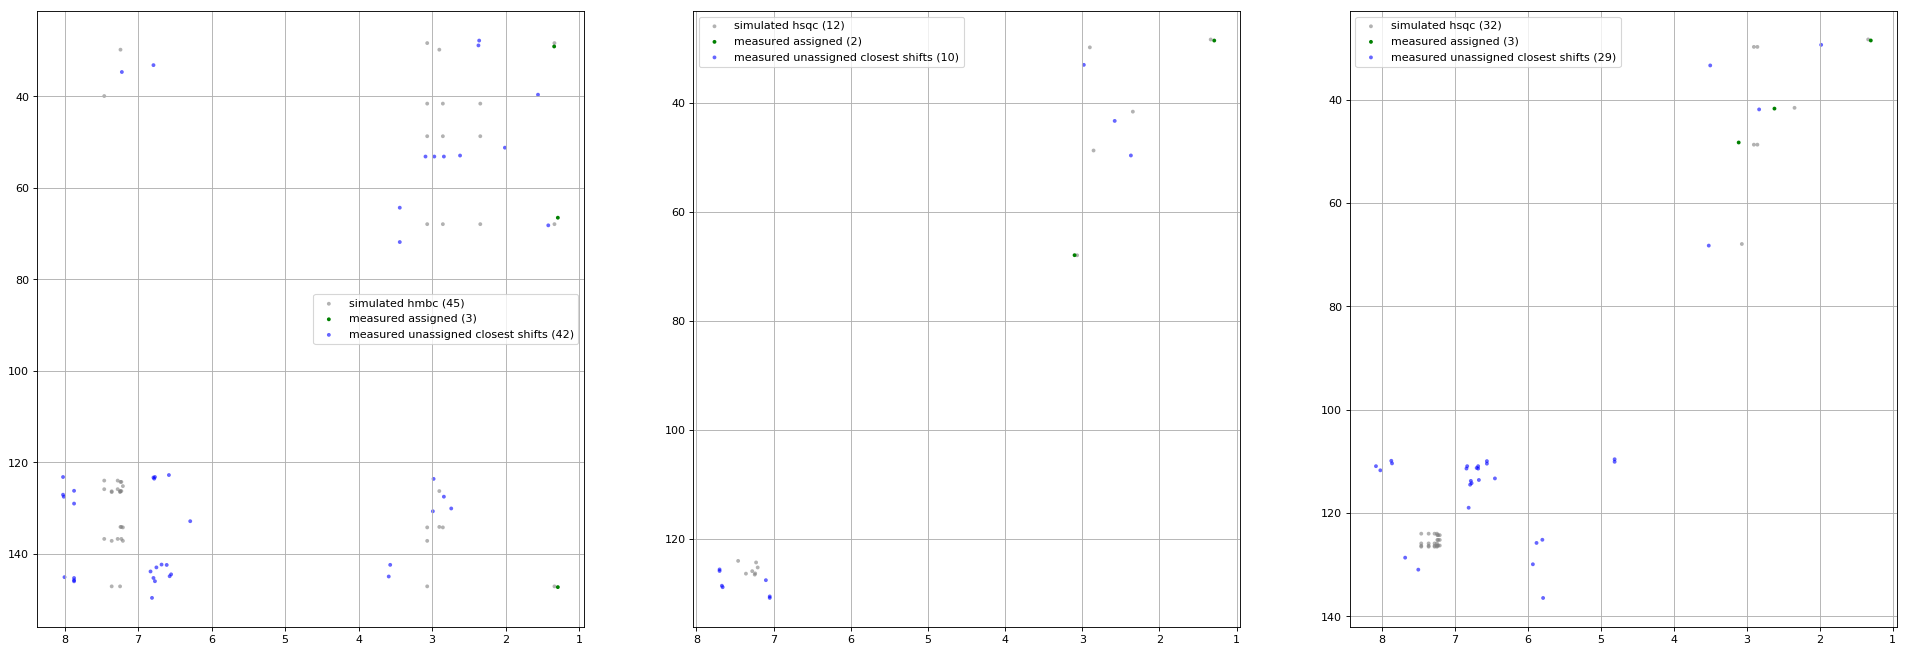 simulated hmbc (45)
measured assigned (3)
measured unassigned closest shifts (42)
40
60
80
100
120
140
8 7 6 5 4 3 2 1
simulated hsqc (12)
measured assigned (2)
measured unassigned closest shifts (10)
40
60
80
100
120
8 7 6 5 4 3 2 1
simulated hsqc (32)
measured assigned (3)
measured unassigned closest shifts (29)
40
60
80
100
120
140
8 7 6 5 4 3 2 1